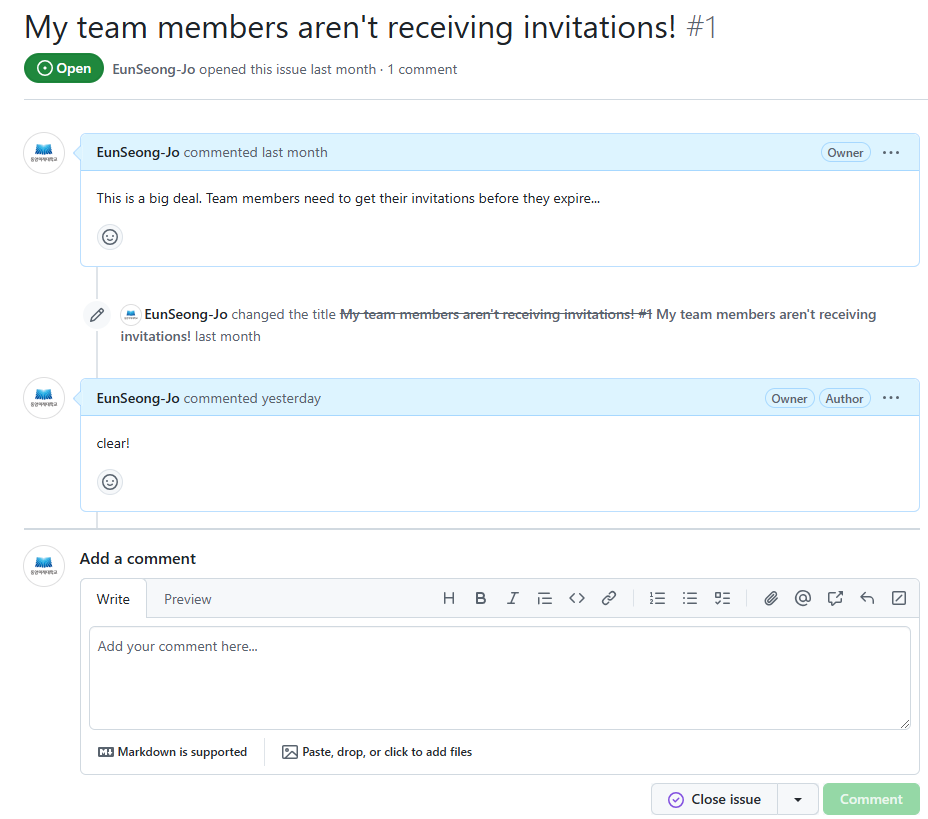 My team members aren't receiving invitations! #1
Open
EunSeong-Jo opened this issue last month · 1 comment
EunSeong-Jo commented last month
Owner
This is a big deal. Team members need to get their invitations before they expire...
EunSeong-Jo changed the title My team members aren't receiving invitations! #1 My team members aren't receiving
invitations! last month
EunSeong-Jo commented yesterday
Owner
Author
clear!
Add a comment
Write
Preview
Add your comment here...
Markdown is supported
Paste, drop, or click to add files
Close issue
Comment